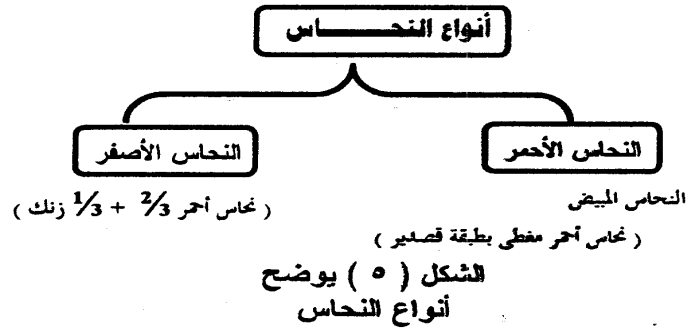 أنواع النحـــــاس
النحاس الأحمر
النحاس الأصفر
النحاس المبيض
( نحاس أحمر مغطى بطبقة قصدير )
( نحاس أحمر 2⁄3 + 1⁄3 زنك )
الشكل ( ٥ ) يوضح
أنواع النحاس